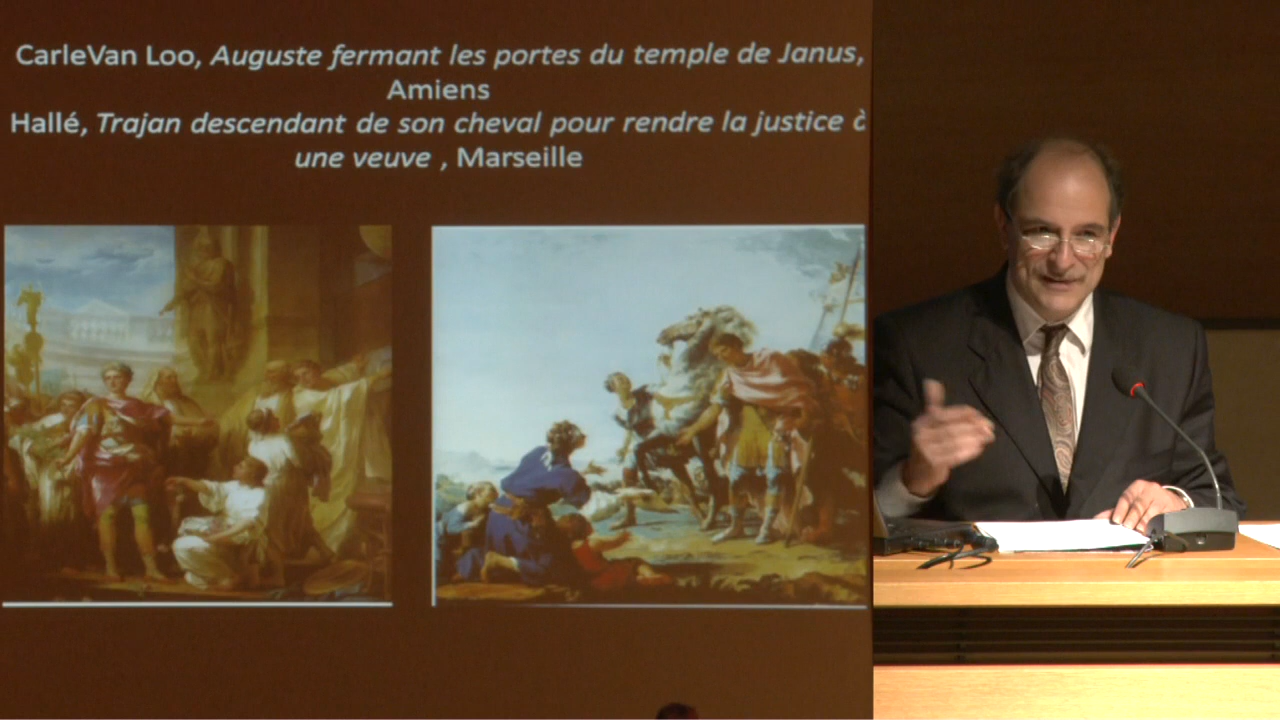 CarleVan Loo, Auguste fermant les portes du temple de Janus,
Amiens
Hallé, Trajan descendant de son cheval pour rendre la justice à
une veuve , Marseille